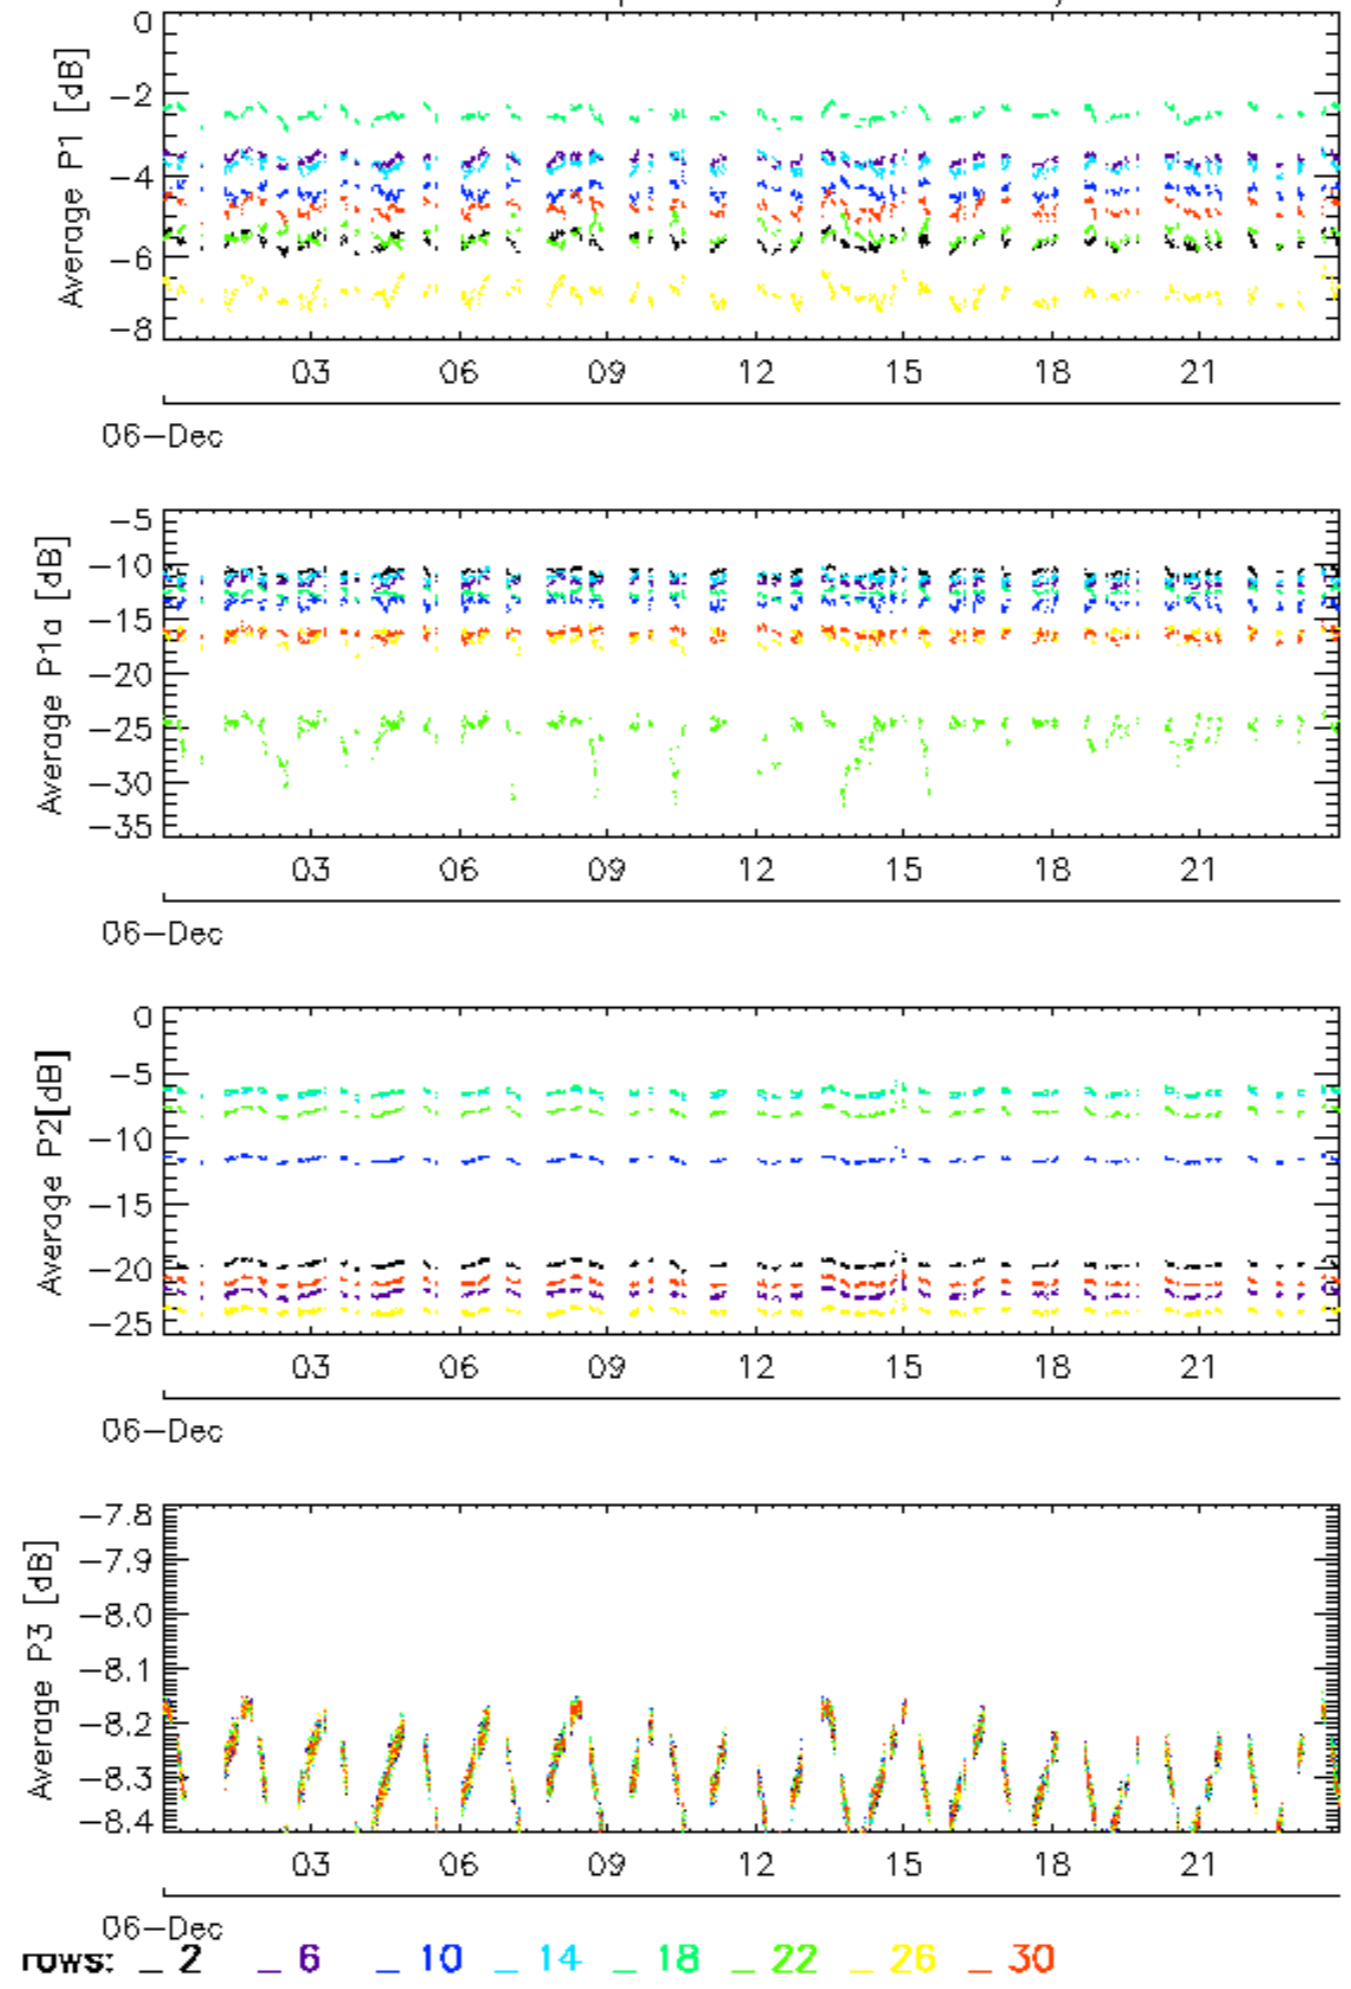 0
−2
−4
−6
−8
Average P1 [dB]
03 06 09 12 15 18 21
06−Dec
−5
−10
−15
−20
−25
−30
−35
Average P1a [dB]
03 06 09 12 15 18 21
06−Dec
0
−5
−10
−15
−20
−25
Average P2[dB]
03 06 09 12 15 18 21
06−Dec
−7.8
−7.9
−8.0
−8.1
−8.2
−8.3
−8.4
Average P3 [dB]
03 06 09 12 15 18 21
06−Dec
rows: _ 2 _ 6 _ 10 _ 14 _ 18 _ 22 _ 26 _ 30